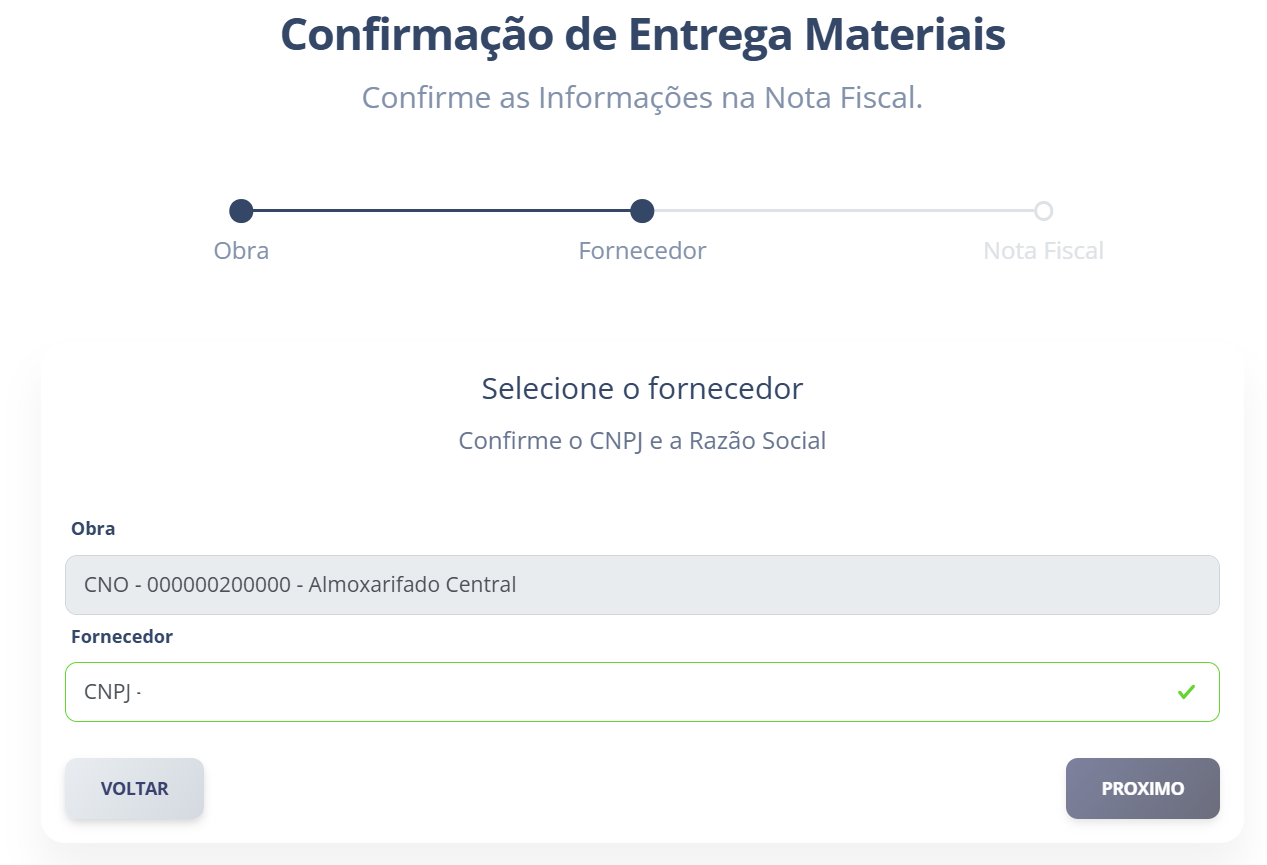 Confirmação de Entrega Materiais
Confirme as Informações na Nota Fiscal.
Obra
Fornecedor
Nota Fiscal
Selecione o fornecedor
Confirme o CNPJ e a Razão Social
Obra
CNO - 000000200000 - Almoxarifado Central
Fornecedor
CNPJ -
VOLTAR
PROXIMO